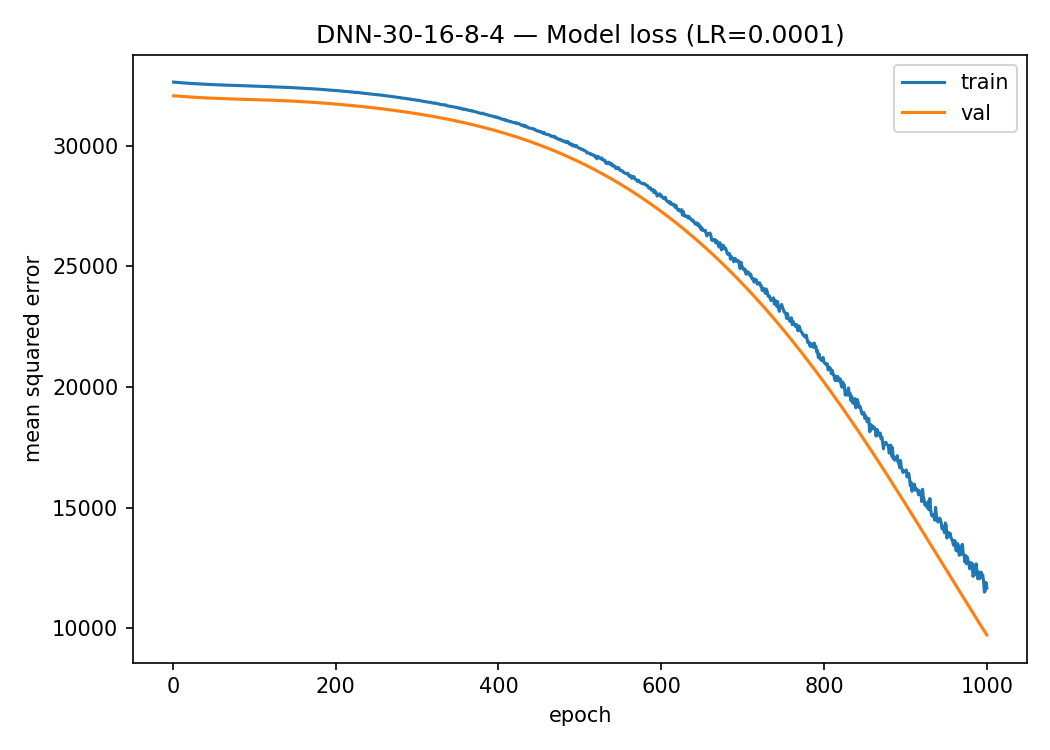 DNN-30-16-8-4 — Model loss (LR=0.0001)
train
val
mean squared error
30000
25000
20000
15000
10000
0 200 400 600 800 1000
epoch